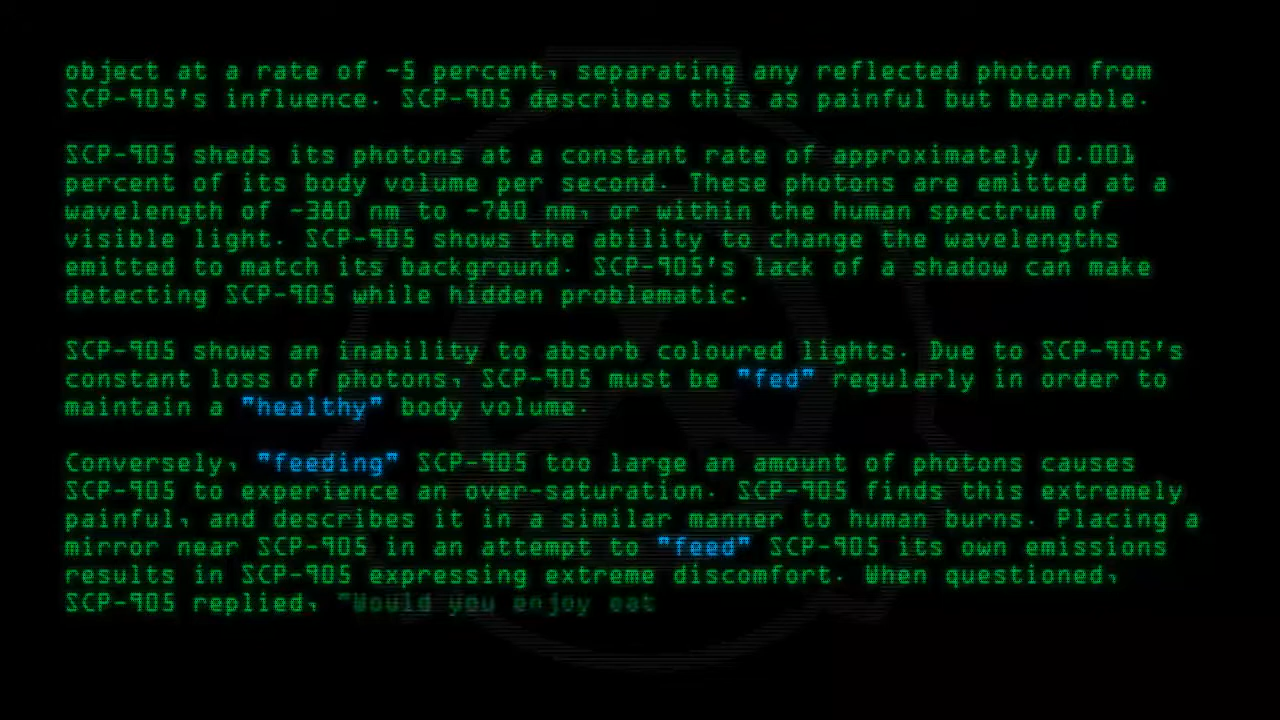 object at a rate of ~5 percent, separating any reflected photon from
SCP-905's influence. SCP-905 describes this as painful but bearable.
SCP-905 sheds its photons at a constant rate of approximately 0.001
percent of its body volume per second. These photons are emitted at a
wavelength of ~380 nm to ~780 nm, or within the human spectrum of
visible light. SCP-905 shows the ability to change the wavelengths
emitted to match its background. SCP-905's lack of a shadow can make
detecting SCP-905 while hidden problematic.
SCP-905 shows an inability to absorb coloured lights. Due to SCP-905's
constant loss of photons, SCP-905 must be "fed" regularly in order to
maintain a "healthy" body volume.
Conversely, "feeding" SCP-905 too large an amount of photons causes
SCP-905 to experience an over-saturation. SCP-905 finds this extremely
painful, and describes it in a similar manner to human burns. Placing a
mirror near SCP-905 in an attempt to "feed" SCP-905 its own emissions
results in SCP-905 expressing extreme discomfort. When questioned,
SCP-905 replied, "Would you enjoy eat